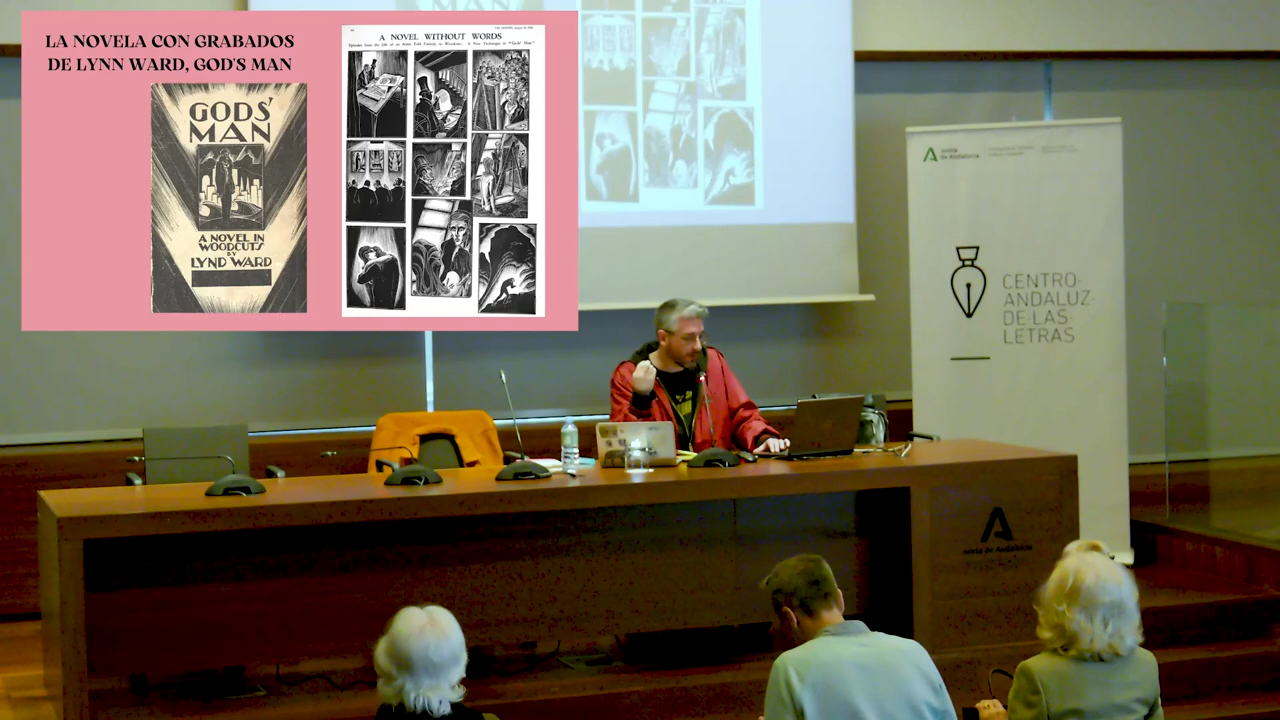 LA NOVELA CON GRABADOS
DE LYNN WARD, GOD'S MAN
GODS'
MAN
A NOVEL IN
WOODCUTS
BY
LYND WARD
A NOVEL WITHOUT WORDS
MAN
Junta
de Andalucía
CENTRO·
ANDALUZ·
DE·LAS·
LETRAS
Junta de Andalucía